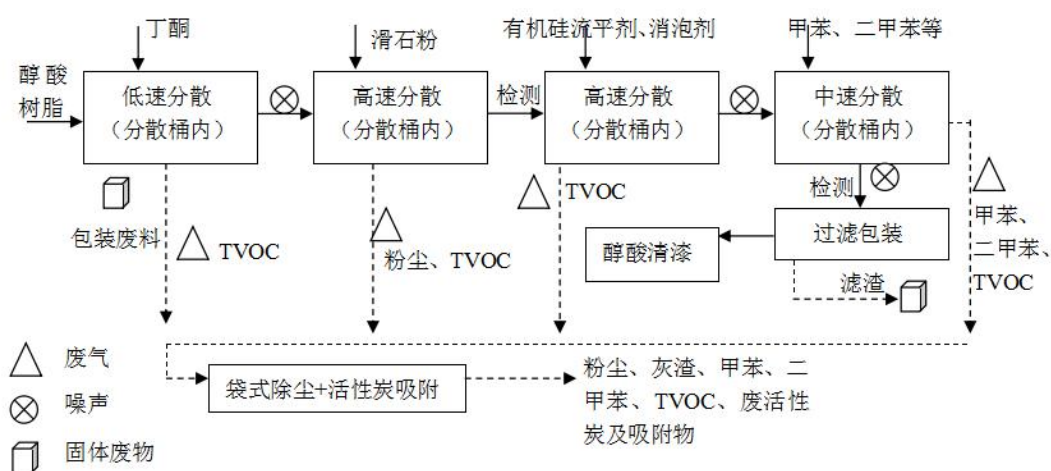 丁酮
滑石粉
有机硅流平剂、消泡剂
甲苯、二甲苯等
醇酸
树脂
低速分散
（分散桶内）
高速分散
（分散桶内）
检测
高速分散
（分散桶内）
中速分散
（分散桶内）
包装废料
TVOC
粉尘、TVOC
TVOC
检测
甲苯、
二甲苯、
TVOC
过滤包装
醇酸清漆
滤渣
废气
噪声
固体废物
袋式除尘+活性炭吸附
粉尘、灰渣、甲苯、二
甲苯、TVOC、废活性
炭及吸附物